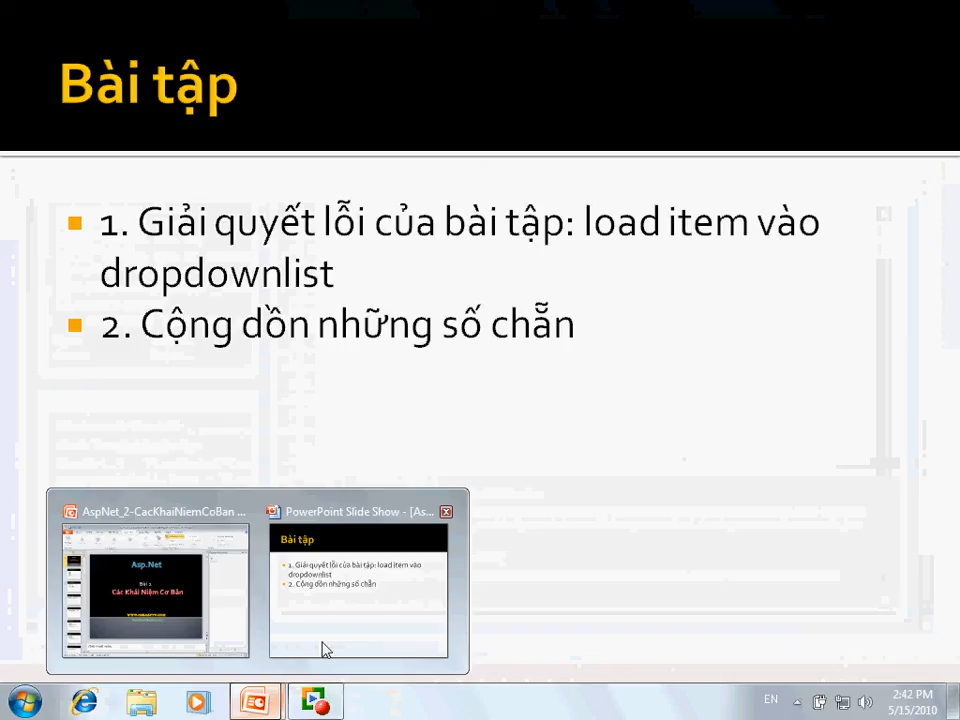 Bài tập
1. Giải quyết lỗi của bài tập: load item vào
dropdownlist
2. Cộng dồn những số chẵn
AspNet_2-CacKhaiNiemCoBan ...
PowerPoint Slide Show - [As...
Asp.Net
Bài 2
Các Khái Niệm Cơ Bản
Bài tập
1. Giải quyết lỗi của bài tập: load item vào
dropdownlist
2. Cộng dồn những số chẵn
EN
2:42 PM
5/15/2010